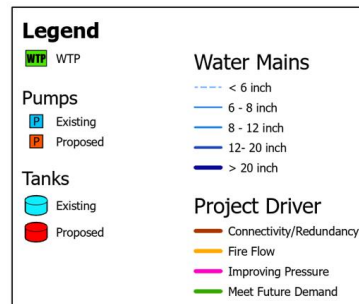 Legend
WTP WTP
Pumps
P Existing
P Proposed
Tanks
Existing
Proposed
Water Mains
< 6 inch
6 - 8 inch
8 - 12 inch
12- 20 inch
> 20 inch
Project Driver
Connectivity/Redundancy
Fire Flow
Improving Pressure
Meet Future Demand